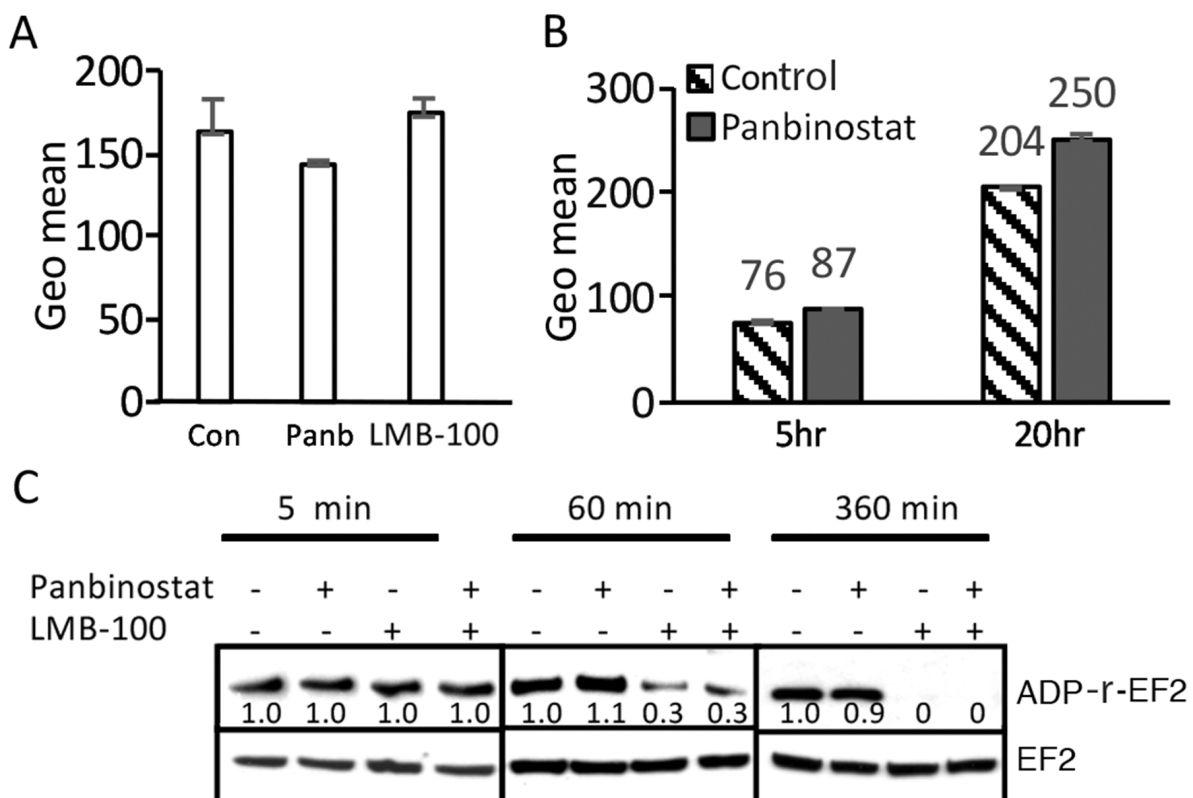 A
Geo mean
200
150
100
50
0
Con Panb LMB-100
B
Geo mean
300
200
100
0
Control
Panbinostat
76 87
204 250
5hr 20hr
C
5 min 60 min 360 min
Panbinostat - + - + - + - + - + - +
LMB-100 - - + + - - + + - - + +
1.0 1.0 1.0 1.0 1.0 1.1 0.3 0.3 1.0 0.9 0 0
ADP-r-EF2
EF2